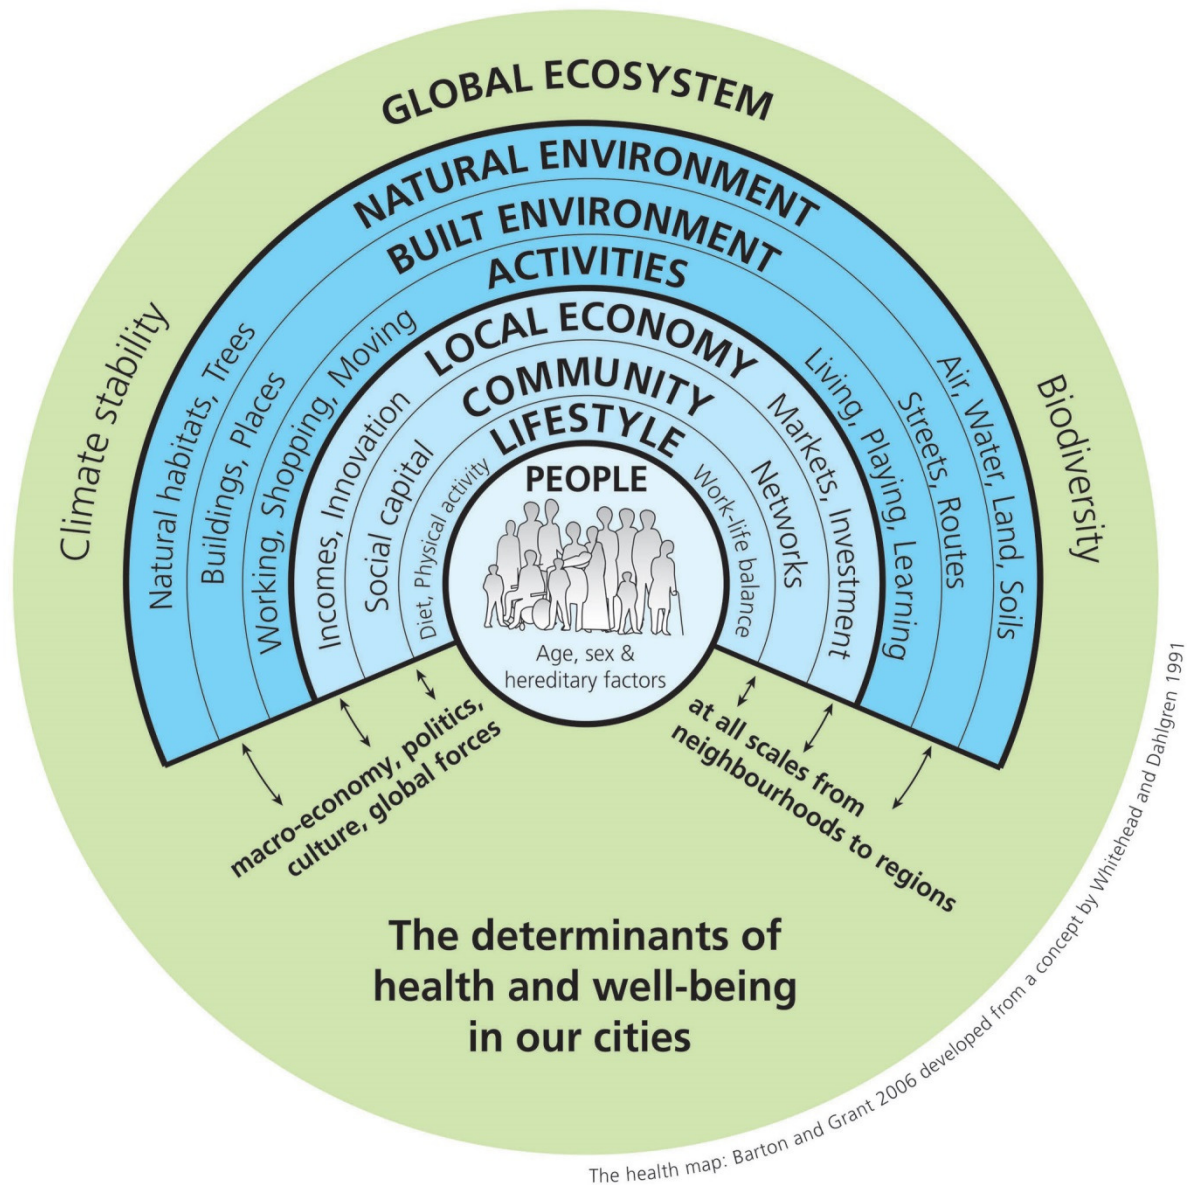 GLOBAL ECOSYSTEM
NATURAL ENVIRONMENT
BUILT ENVIRONMENT
ACTIVITIES
LOCAL ECONOMY
COMMUNITY
LIFESTYLE
PEOPLE
Climate stability
Natural habitats, Trees
Buildings, Places
Working, Shopping, Moving
Incomes, Innovation
Social capital
Diet, Physical activity
Work-life balance
Networks
Markets, Investment
Living, Playing, Learning
Streets, Routes
Air, Water, Land, Soils
Biodiversity
Age, sex &
hereditary factors
macro-economy, politics,
culture, global forces
at all scales from
neighbourhoods to regions
The determinants of
health and well-being
in our cities
The health map: Barton and Grant 2006 developed from a concept by Whitehead and Dahlgren 1991